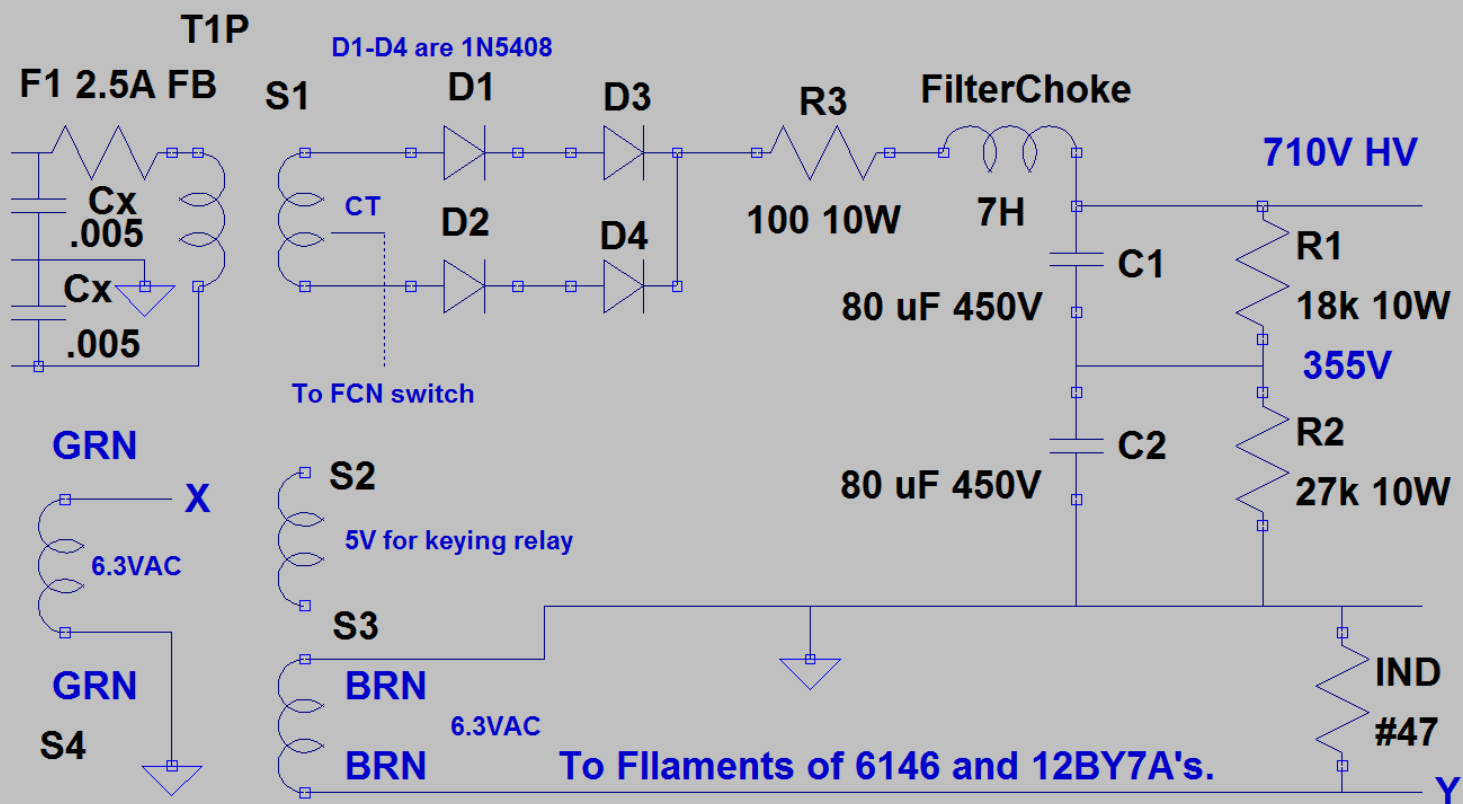 T1P
D1-D4 are 1N5408
F1 2.5A FB
S1
D1
D3
R3
FilterChoke
710V HV
Cx
.005
CT
D2
D4
100 10W
7H
R1
18k 10W
C1
80 uF 450V
Cx
.005
355V
To FCN switch
GRN
X
6.3VAC
GRN
S4
S2
5V for keying relay
S3
C2
80 uF 450V
R2
27k 10W
BRN
6.3VAC
BRN
To FIlaments of 6146 and 12BY7A's.
IND
#47
Y